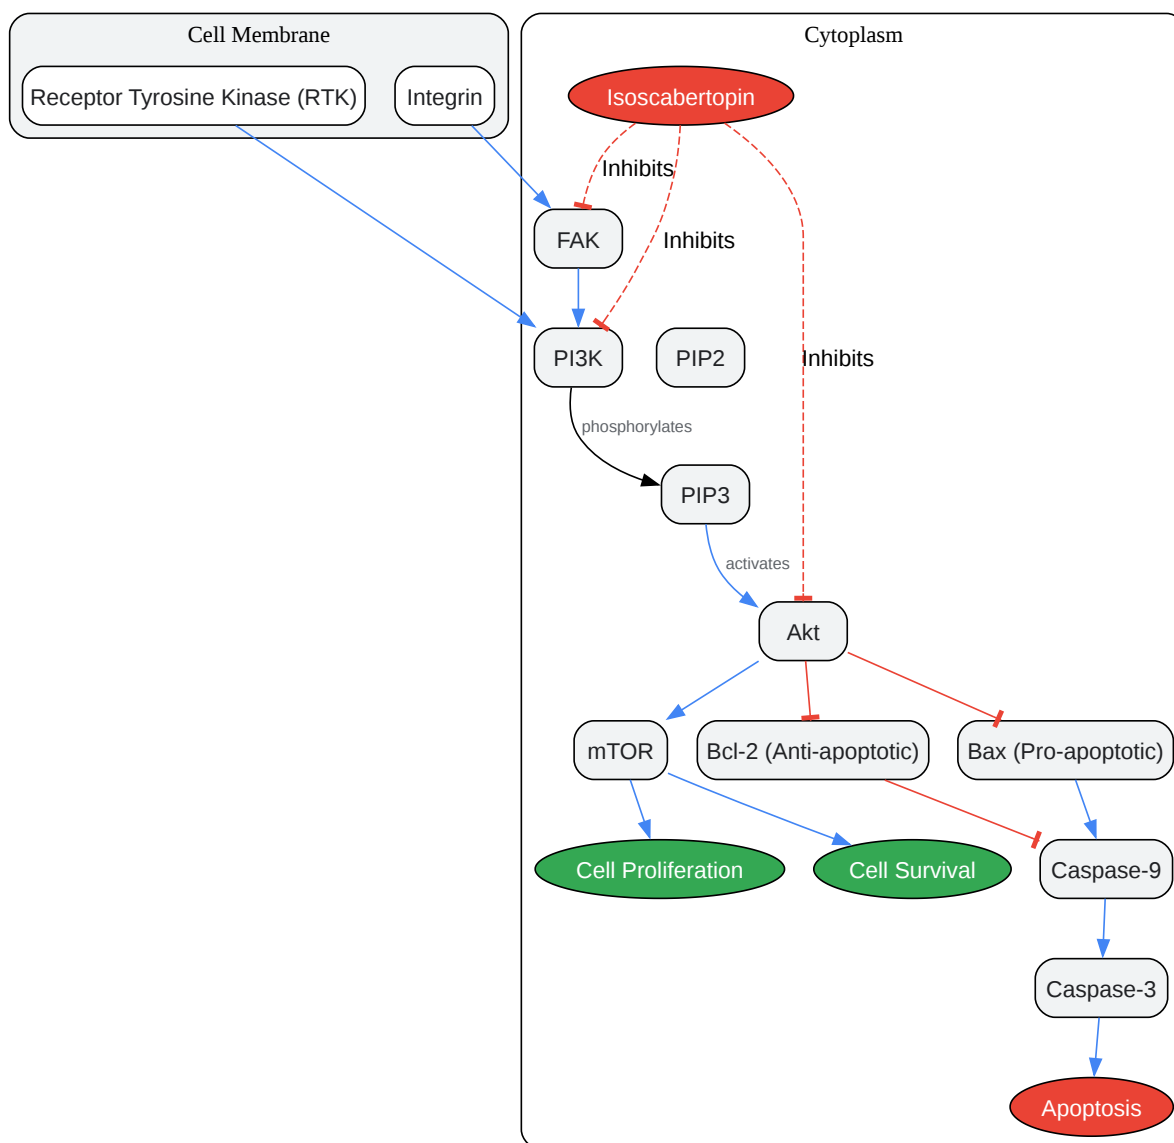 Cell Membrane
Cytoplasm
Receptor Tyrosine Kinase (RTK)
Integrin
Isoscabertopin
Inhibits
FAK
Inhibits
PI3K
PIP2
Inhibits
phosphorylates
PIP3
activates
Akt
mTOR
Bcl-2 (Anti-apoptotic)
Bax (Pro-apoptotic)
Cell Proliferation
Cell Survival
Caspase-9
Caspase-3
Apoptosis